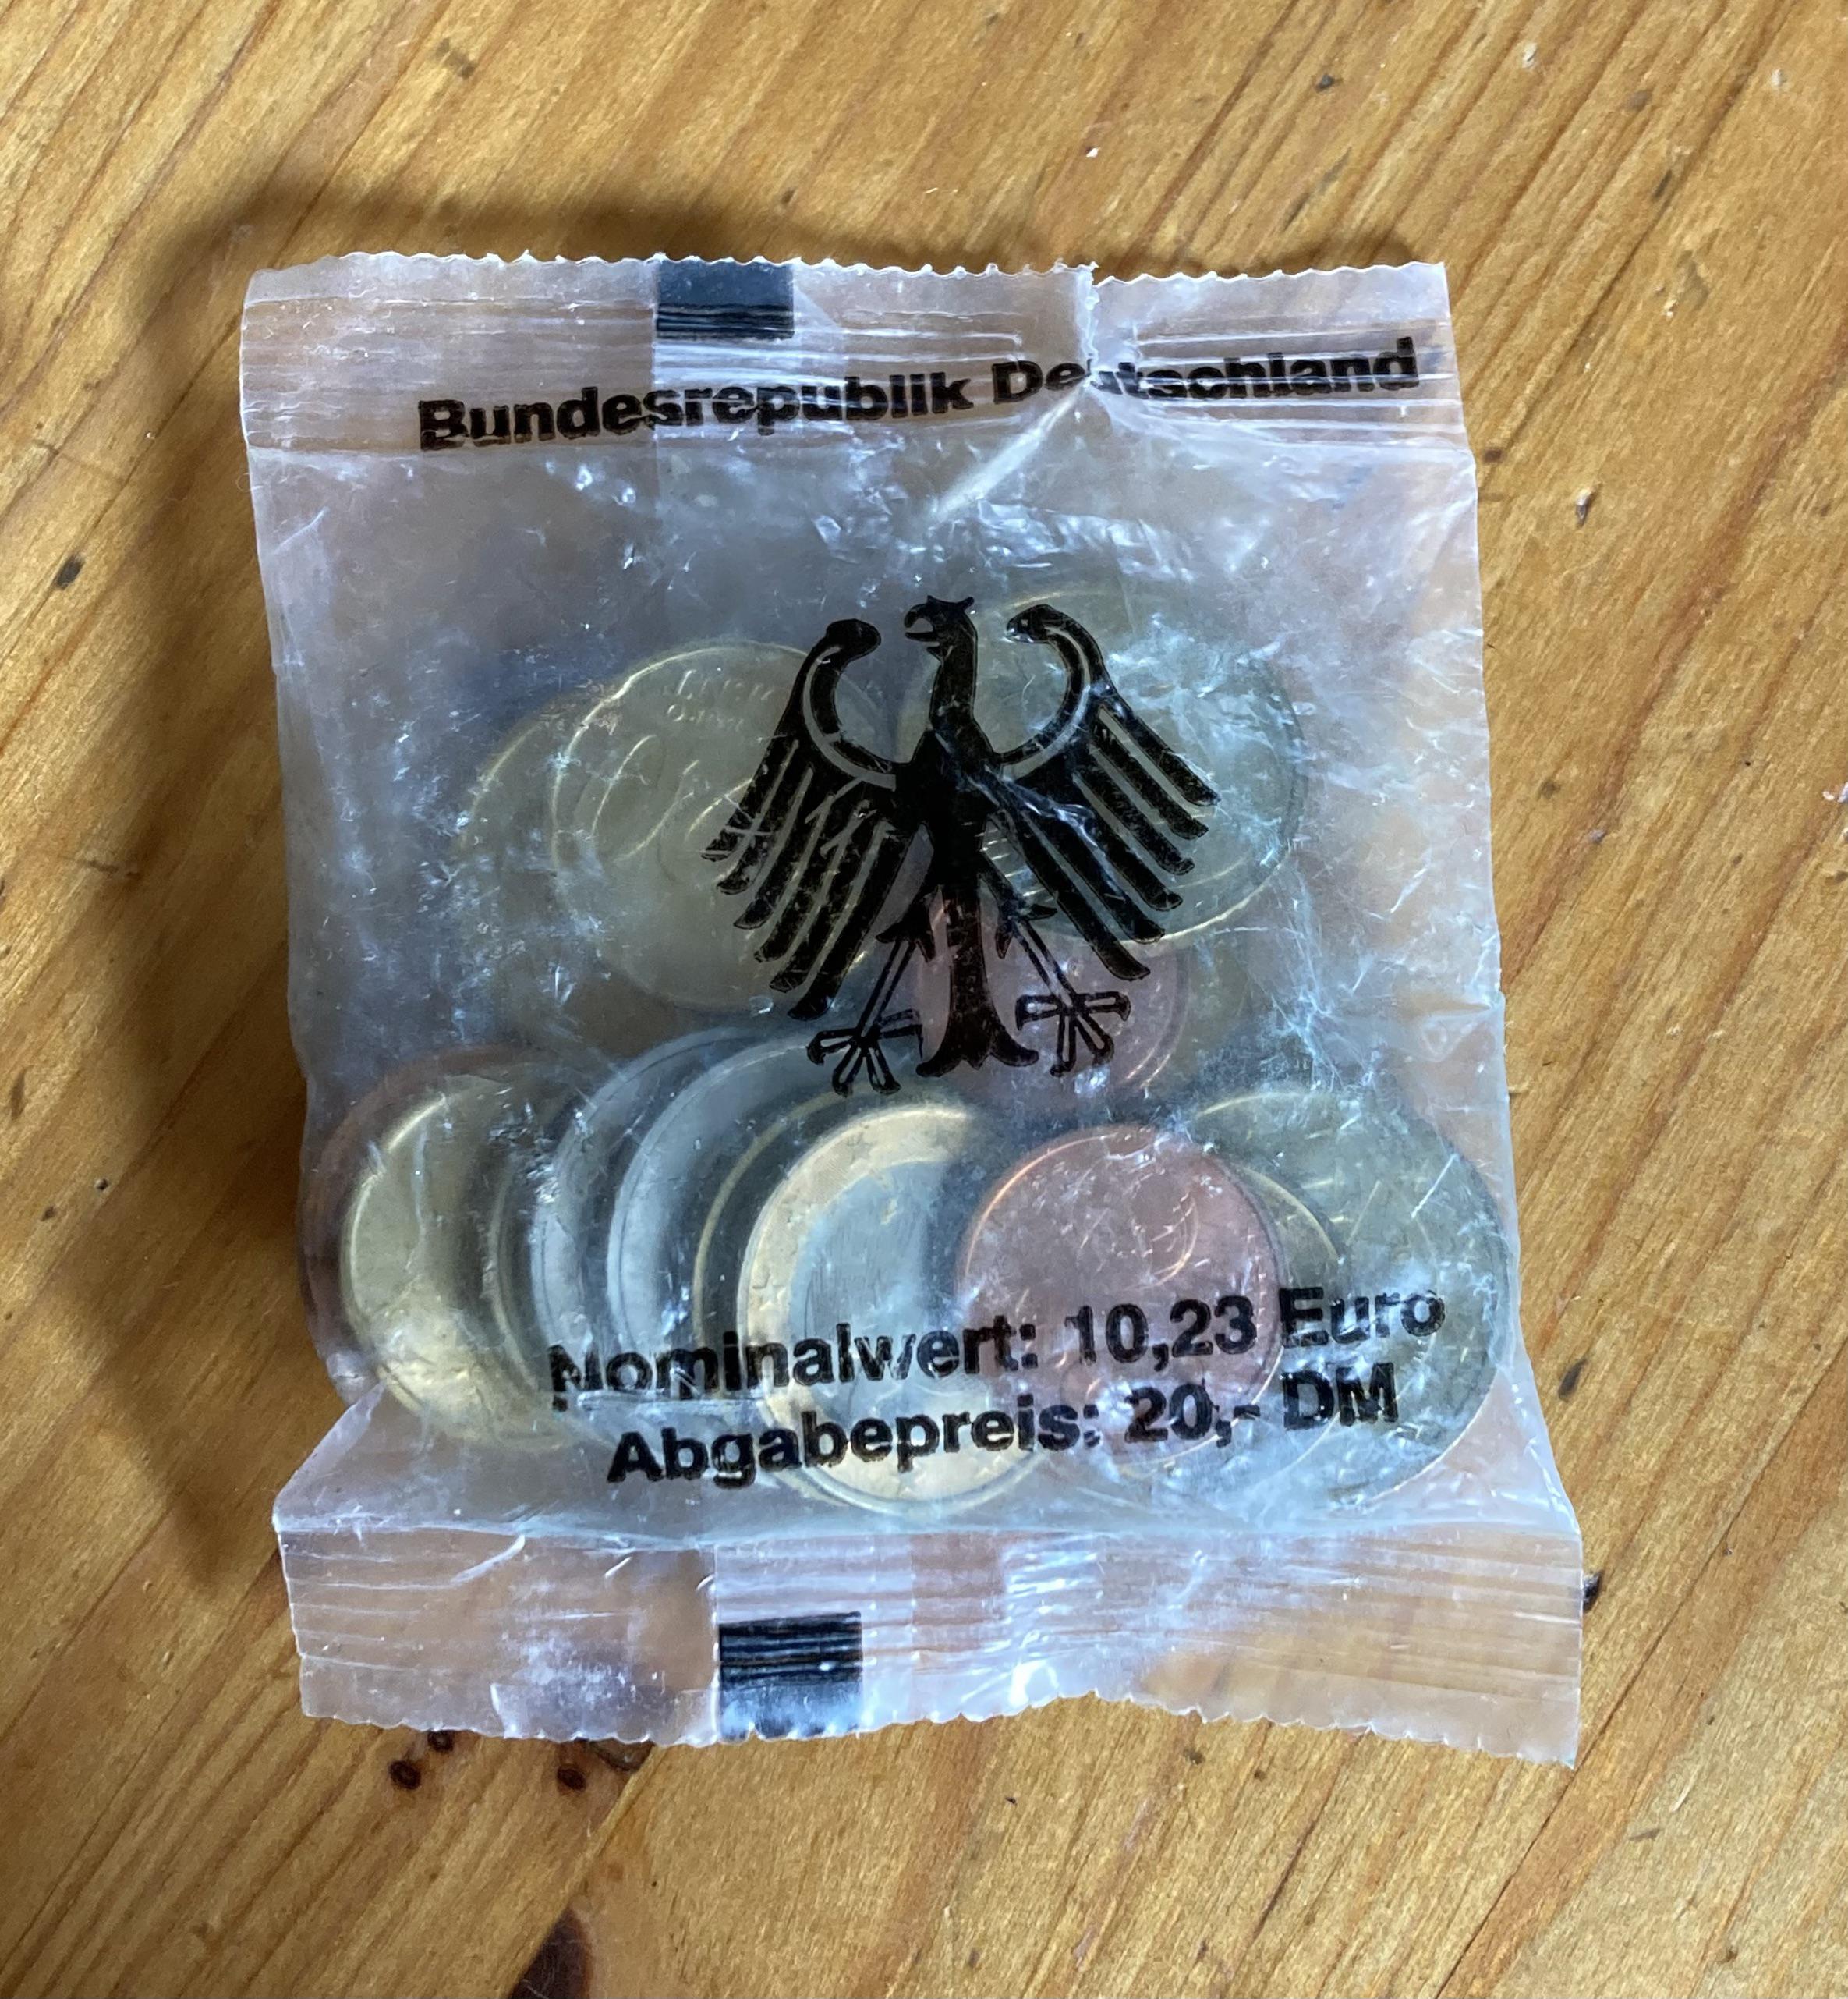 Bundesrepublik Deutschland
Nominalwert: 10,23 Euro
Abgabepreis: 20,- DM